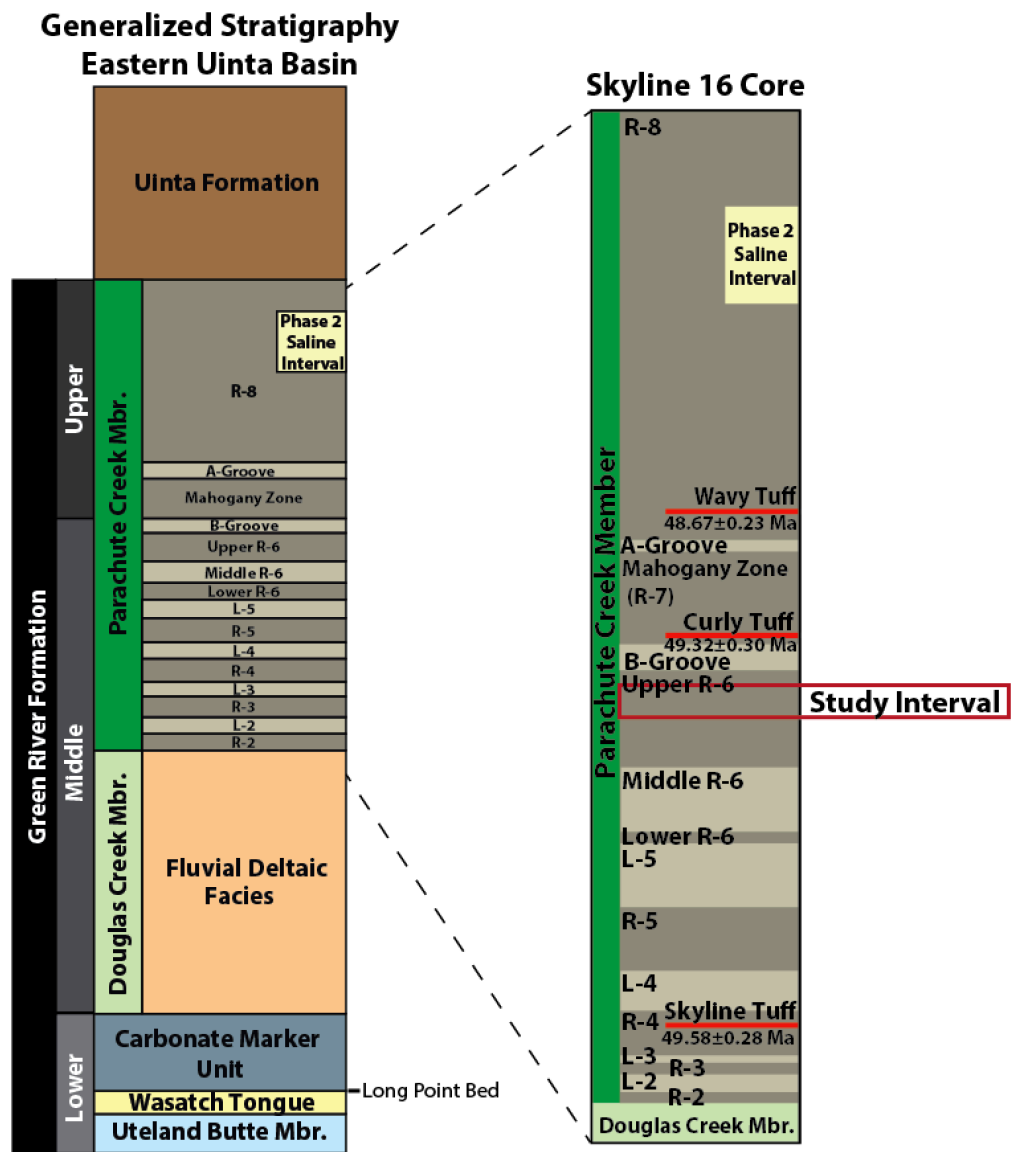 Generalized Stratigraphy
Eastern Uinta Basin
Uinta Formation
Green River Formation
Upper
Middle
Lower
Parachute Creek Mbr.
Douglas Creek Mbr.
Phase 2
Saline
Interval
R-8
A-Groove
Mahogany Zone
B-Groove
Upper R-6
Middle R-6
Lower R-6
L-5
R-5
L-4
R-4
L-3
R-3
L-2
R-2
Fluvial Deltaic
Facies
Carbonate Marker
Unit
Long Point Bed
Wasatch Tongue
Uteland Butte Mbr.
Skyline 16 Core
Parachute Creek Member
R-8
Phase 2
Saline
Interval
Wavy Tuff
48.67±0.23 Ma
A-Groove
Mahogany Zone
(R-7)
Curly Tuff
49.32±0.30 Ma
B-Groove
Upper R-6
Study Interval
Middle R-6
Lower R-6
L-5
R-5
L-4
Skyline Tuff
R-4
49.58±0.28 Ma
L-3
R-3
L-2
R-2
Douglas Creek Mbr.